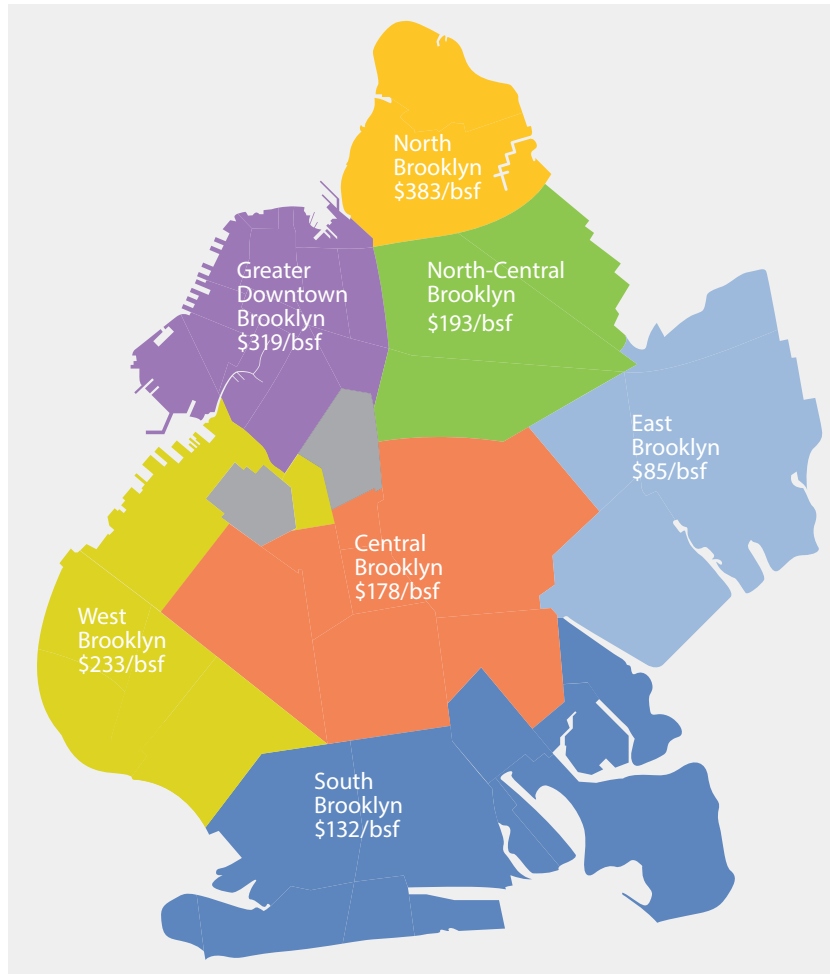 North
Brooklyn
$383/bsf
Greater
Downtown
Brooklyn
$319/bsf
North-Central
Brooklyn
$193/bsf
East
Brooklyn
$85/bsf
Central
Brooklyn
$178/bsf
West
Brooklyn
$233/bsf
South
Brooklyn
$132/bsf